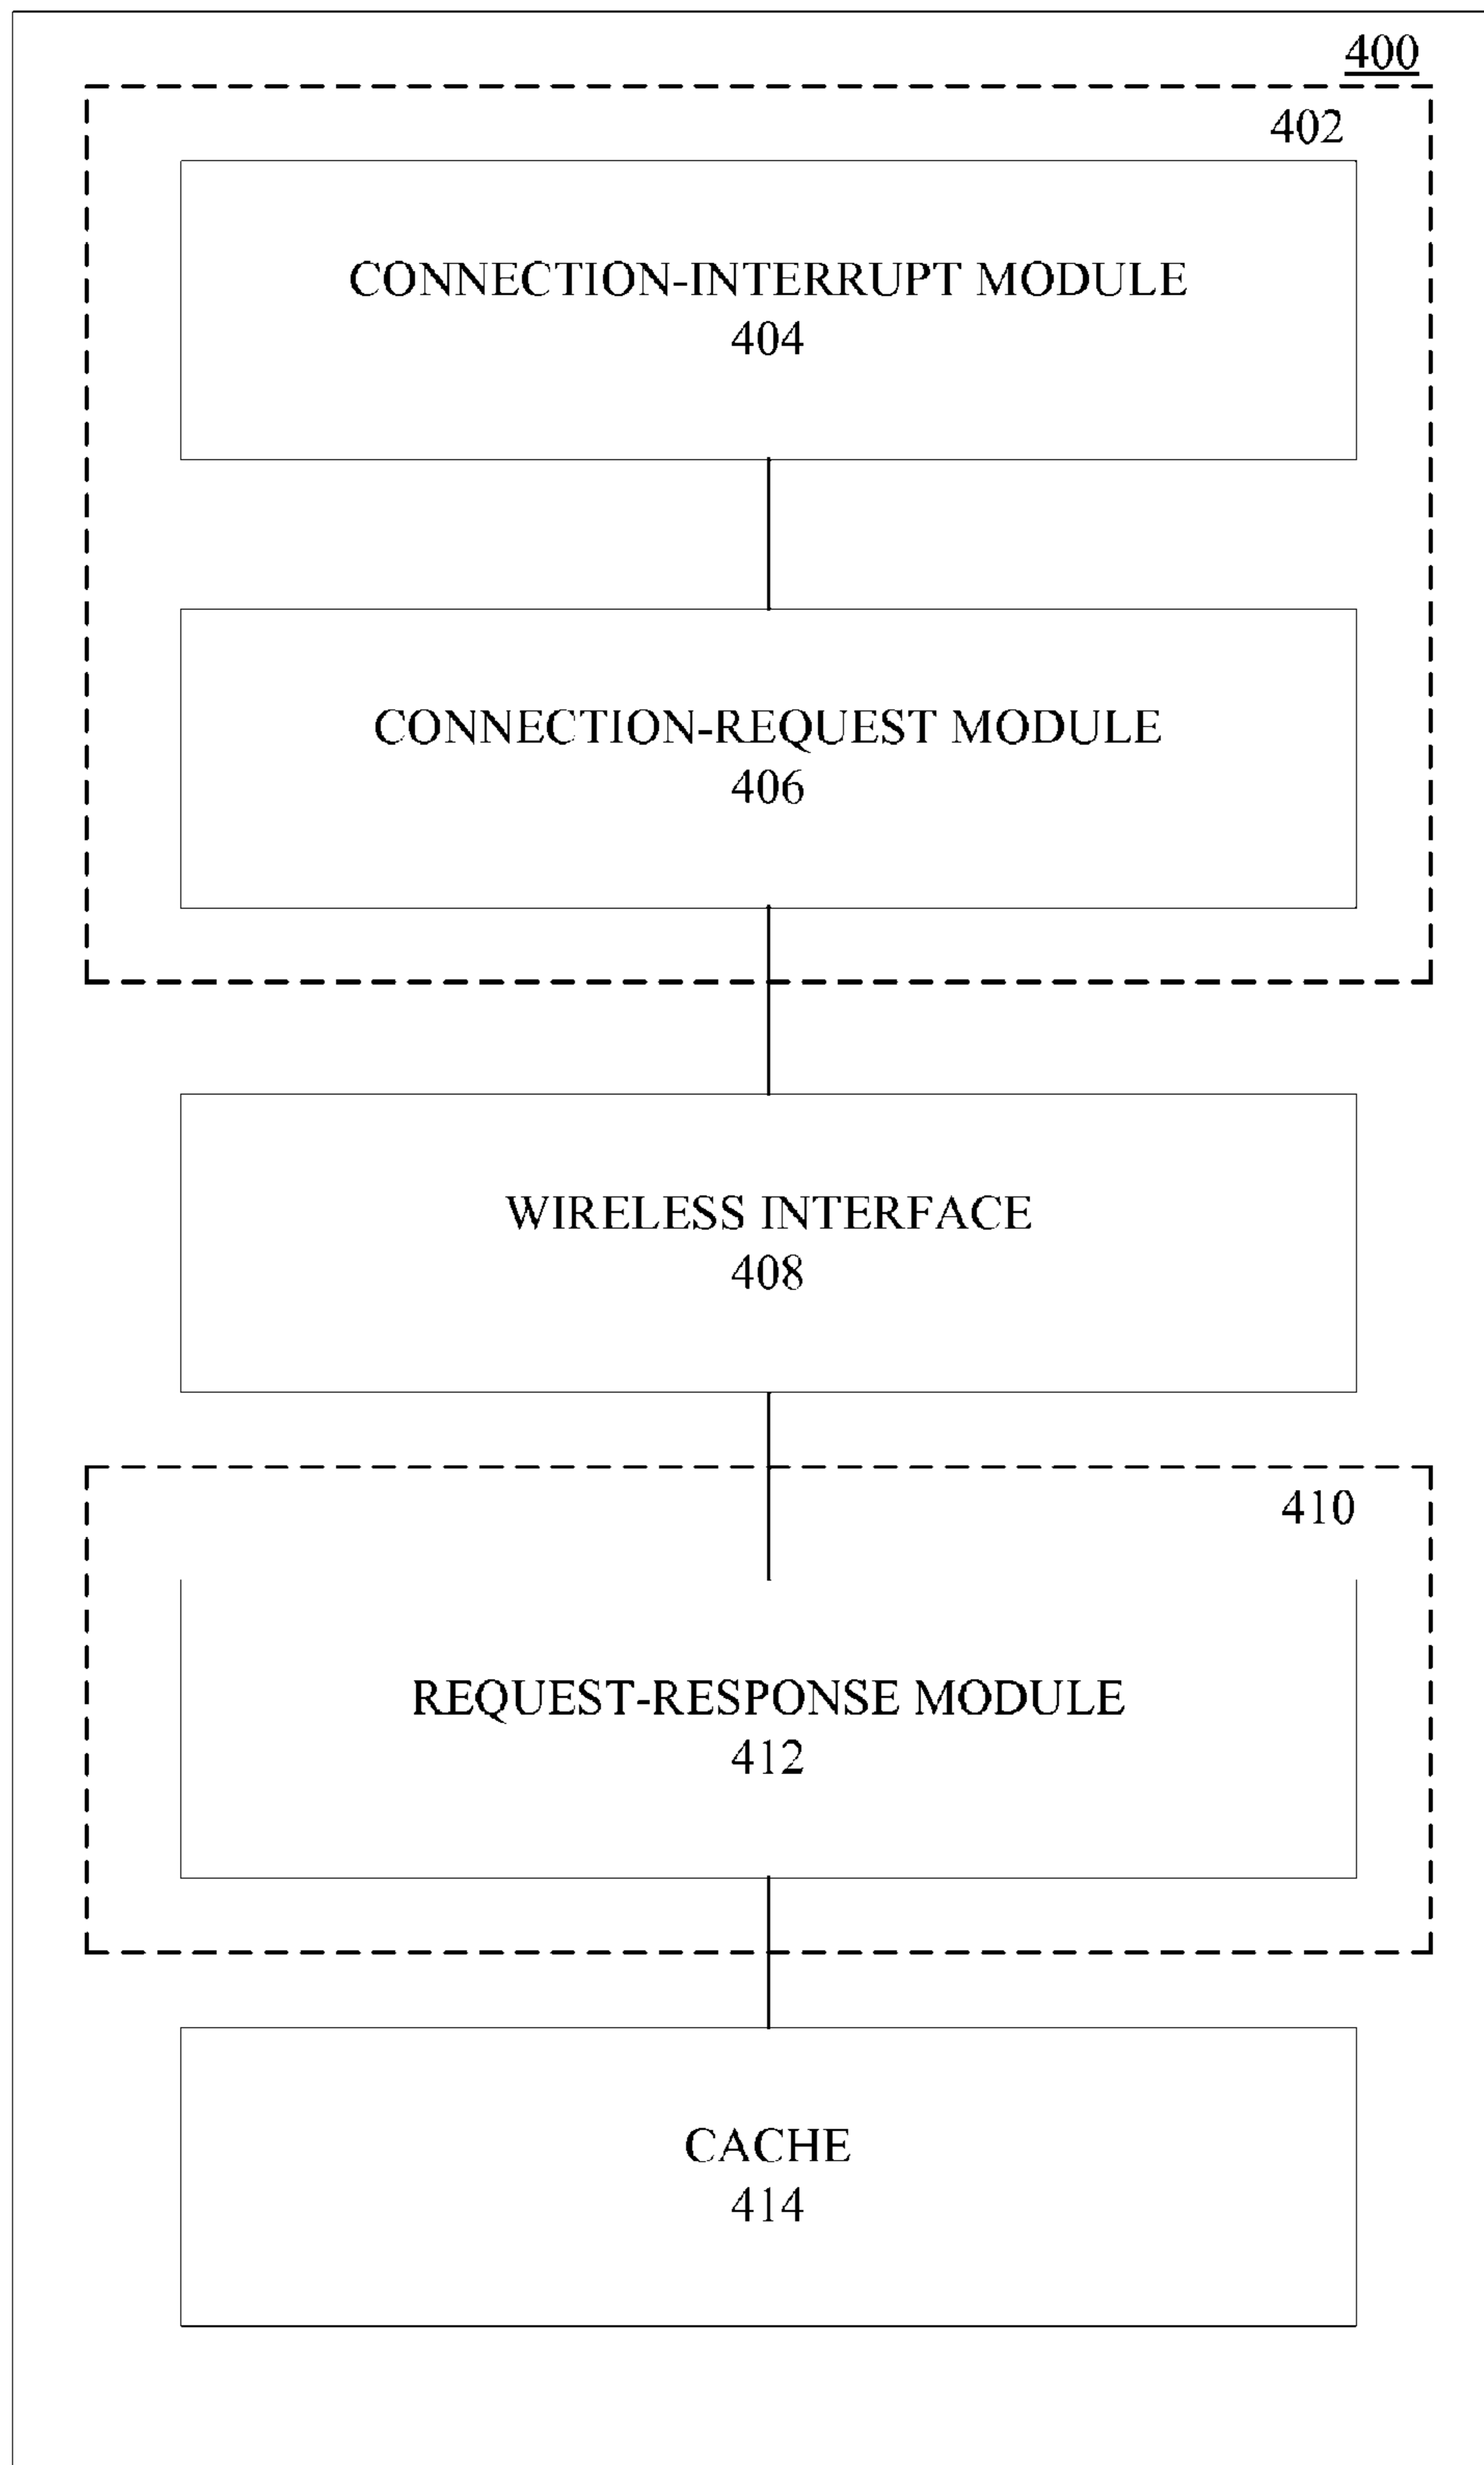 400
402
CONNECTION-INTERRUPT MODULE
404
CONNECTION-REQUEST MODULE
406
WIRELESS INTERFACE
408
410
REQUEST-RESPONSE MODULE
412
CACHE
414